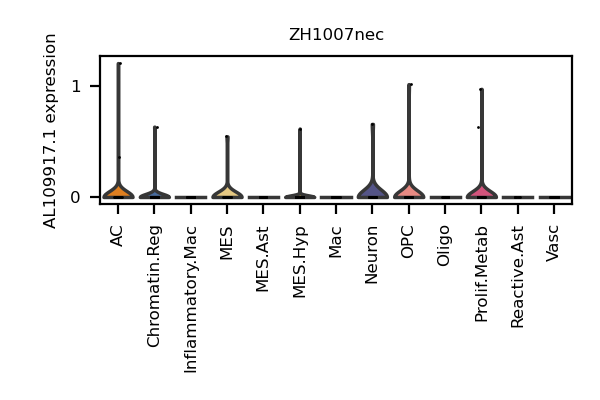 ZH1007nec
AL109917.1 expression
1
0
AC
Chromatin.Reg
Inflammatory.Mac
MES
MES.Ast
MES.Hyp
Mac
Neuron
OPC
Oligo
Prolif.Metab
Reactive.Ast
Vasc